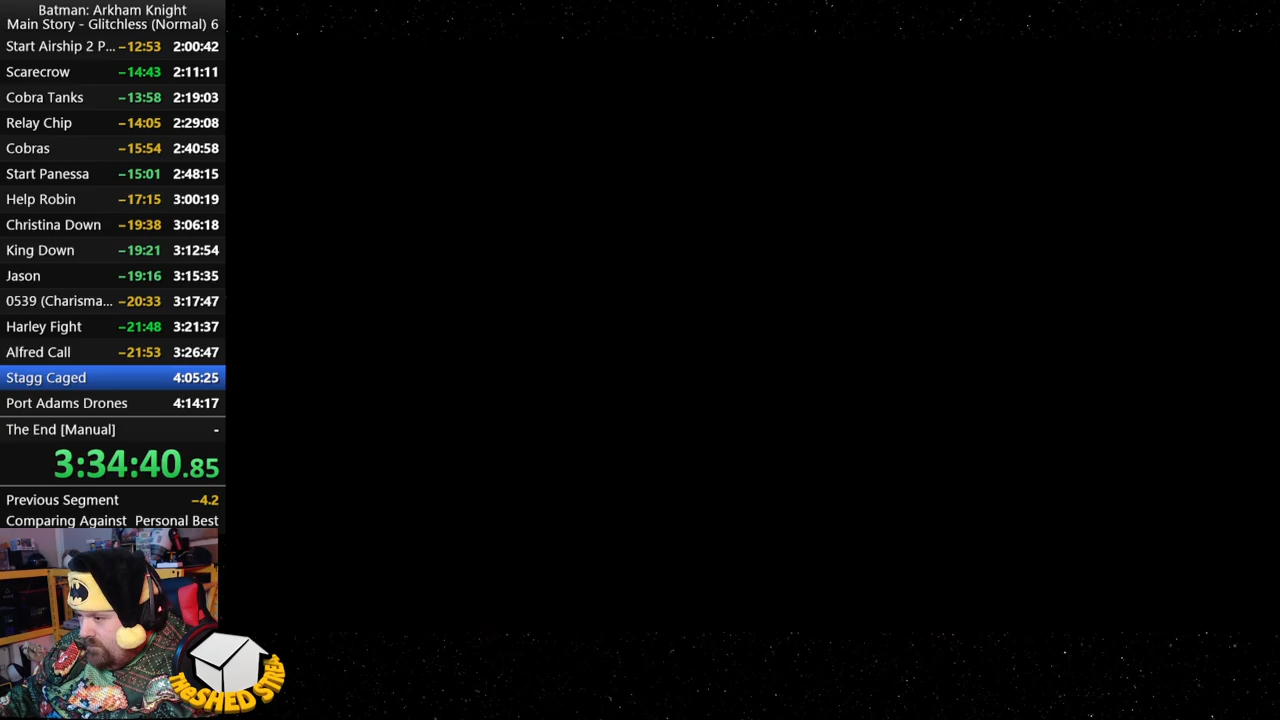 Batman: Arkham Knight
Main Story - Glitchless (Normal) 6
Start Airship 2 P... −12:53 2:00:42
Scarecrow −14:43 2:11:11
Cobra Tanks −13:58 2:19:03
Relay Chip −14:05 2:29:08
Cobras −15:54 2:40:58
Start Panessa −15:01 2:48:15
Help Robin −17:15 3:00:19
Christina Down −19:38 3:06:18
King Down −19:21 3:12:54
Jason −19:16 3:15:35
0539 (Charisma... −20:33 3:17:47
Harley Fight −21:48 3:21:37
Alfred Call −21:53 3:26:47
Stagg Caged 4:05:25
Port Adams Drones 4:14:17
The End [Manual] -
3:34:40.85
Previous Segment −4.2
Comparing Against Personal Best
THE SHED